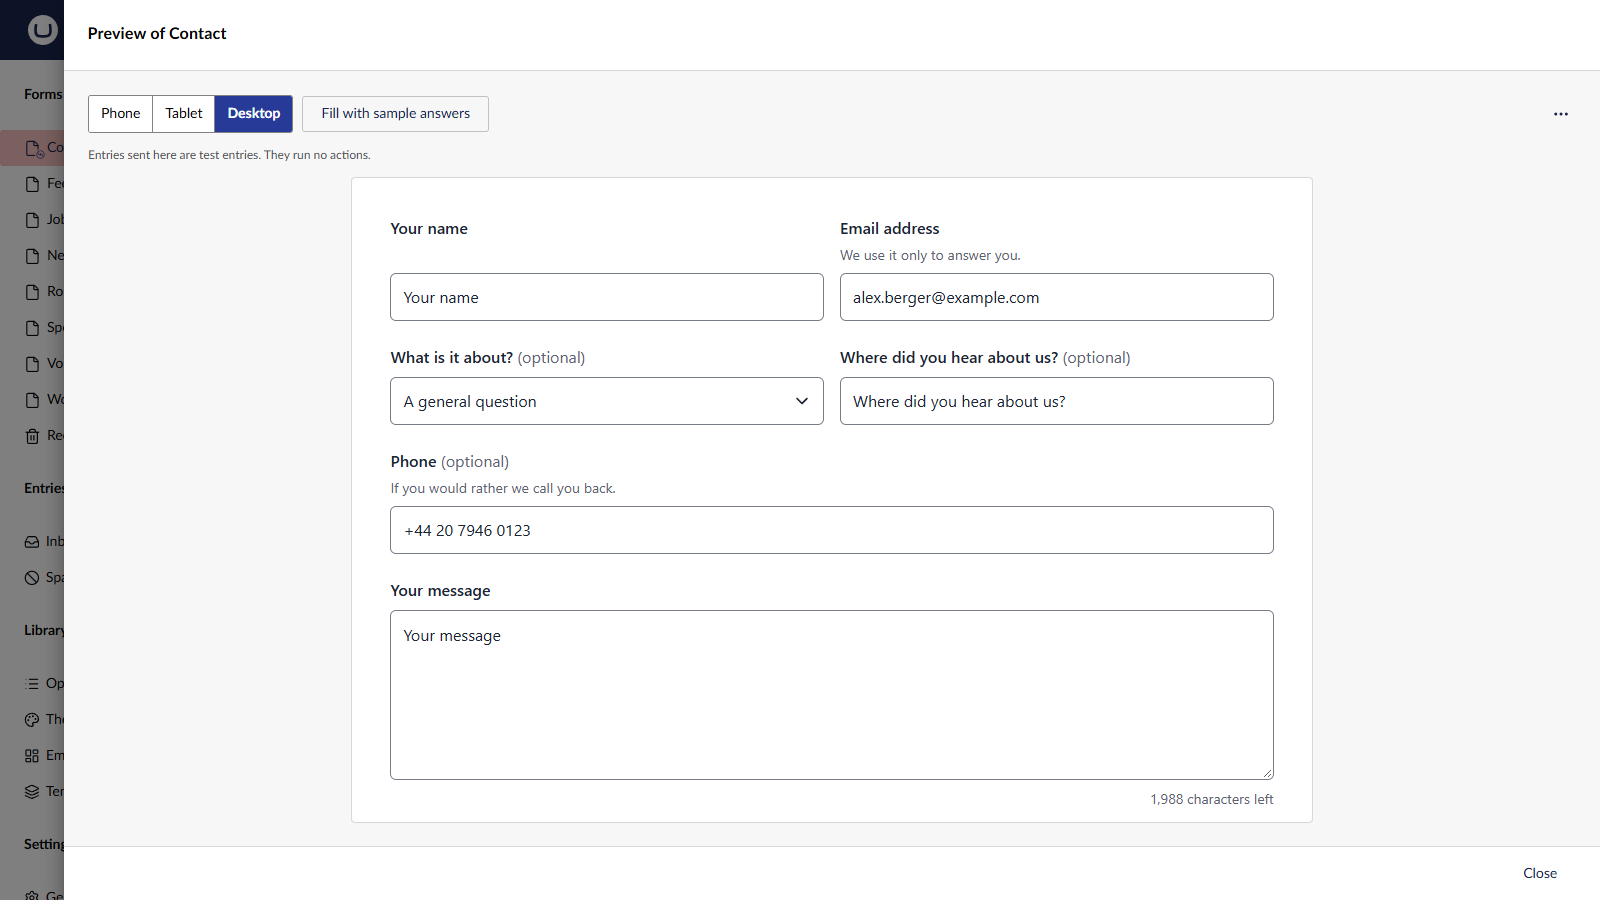 Preview of Contact
Phone
Tablet
Desktop
Fill with sample answers
Entries sent here are test entries. They run no actions.
Forms
Entries
Library
Your name
Email address
We use it only to answer you.
Your name
alex.berger@example.com
What is it about? (optional)
Where did you hear about us? (optional)
A general question
Where did you hear about us?
Phone (optional)
If you would rather we call you back.
+44 20 7946 0123
Your message
Your message
1,988 characters left
Close